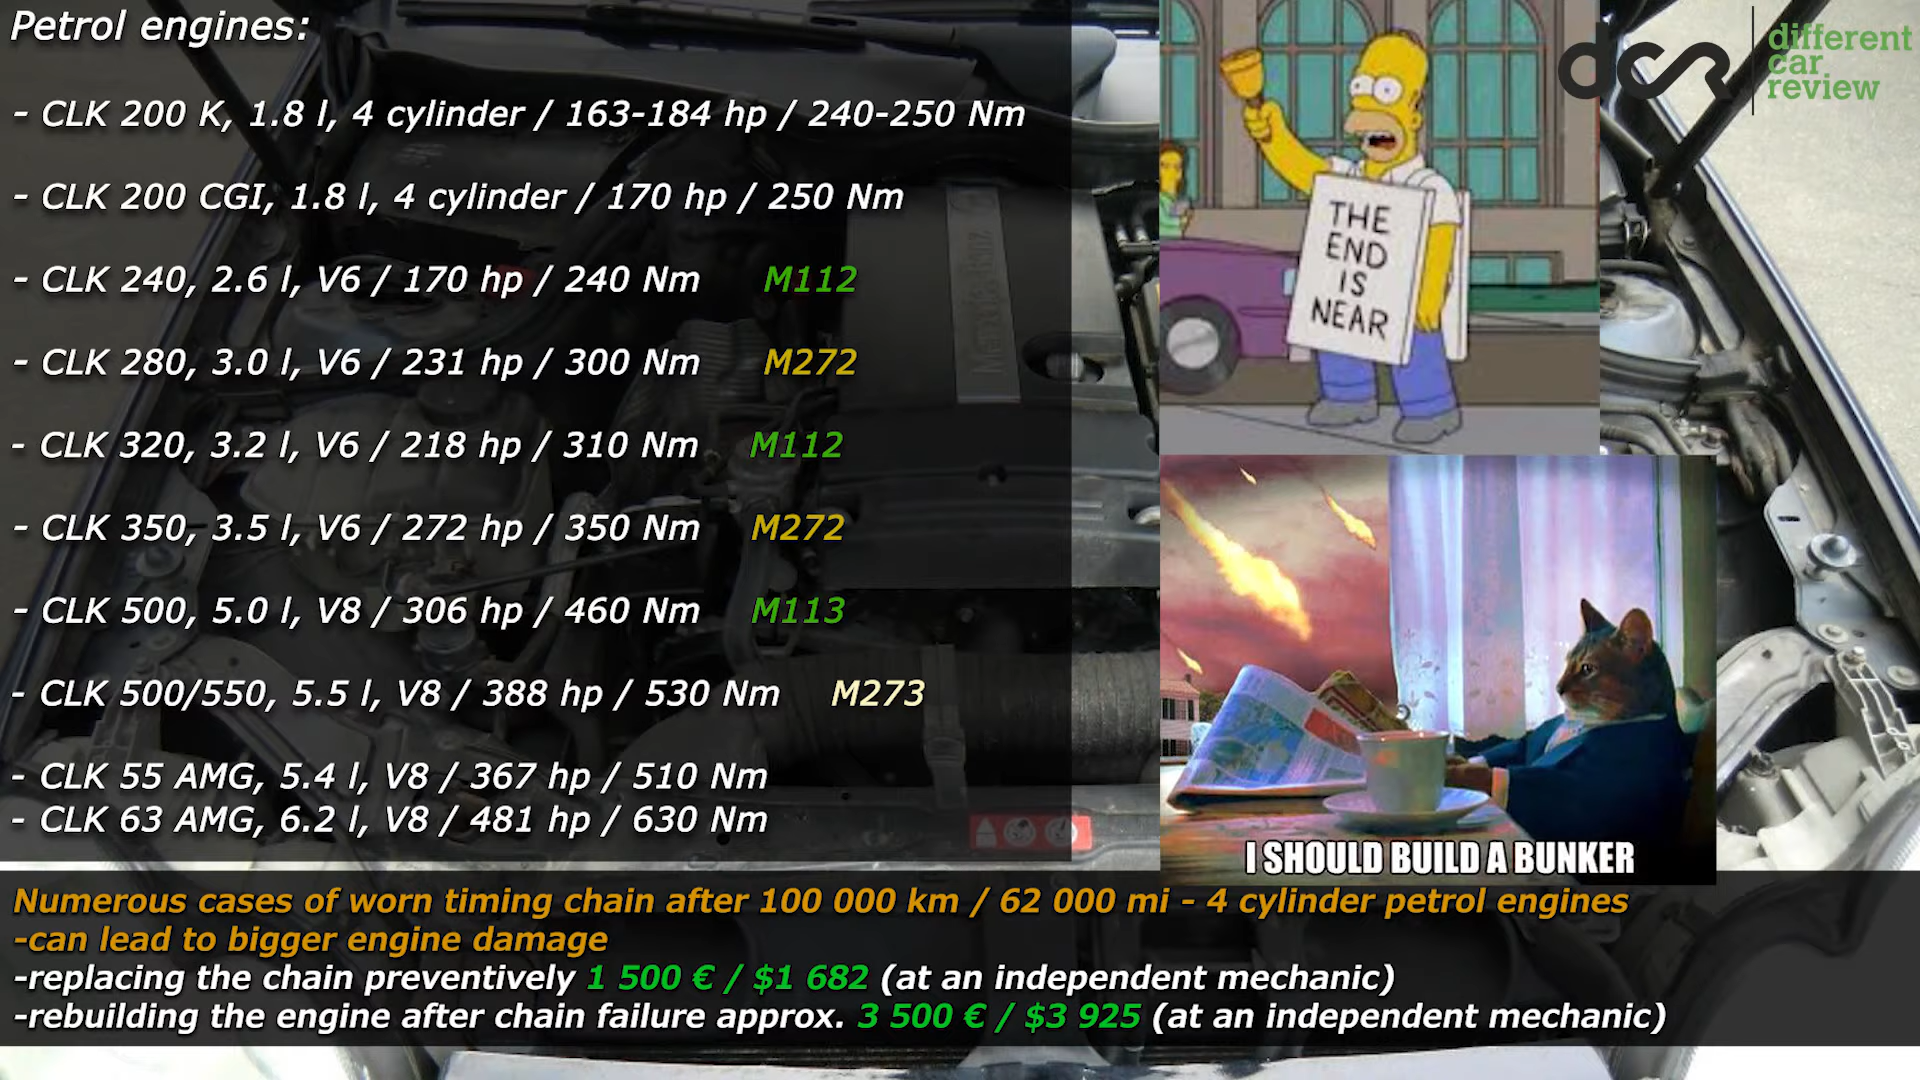 Petrol engines:
- CLK 200 K, 1.8 l, 4 cylinder / 163-184 hp / 240-250 Nm
- CLK 200 CGI, 1.8 l, 4 cylinder / 170 hp / 250 Nm
- CLK 240, 2.6 l, V6 / 170 hp / 240 Nm M112
- CLK 280, 3.0 l, V6 / 231 hp / 300 Nm M272
- CLK 320, 3.2 l, V6 / 218 hp / 310 Nm M112
- CLK 350, 3.5 l, V6 / 272 hp / 350 Nm M272
- CLK 500, 5.0 l, V8 / 306 hp / 460 Nm M113
- CLK 500/550, 5.5 l, V8 / 388 hp / 530 Nm M273
- CLK 55 AMG, 5.4 l, V8 / 367 hp / 510 Nm
- CLK 63 AMG, 6.2 l, V8 / 481 hp / 630 Nm
THE
END
IS
NEAR
dcr
different
car
review
I SHOULD BUILD A BUNKER
Numerous cases of worn timing chain after 100 000 km / 62 000 mi - 4 cylinder petrol engines
-can lead to bigger engine damage
-replacing the chain preventively 1 500 € / $1 682 (at an independent mechanic)
-rebuilding the engine after chain failure approx. 3 500 € / $3 925 (at an independent mechanic)